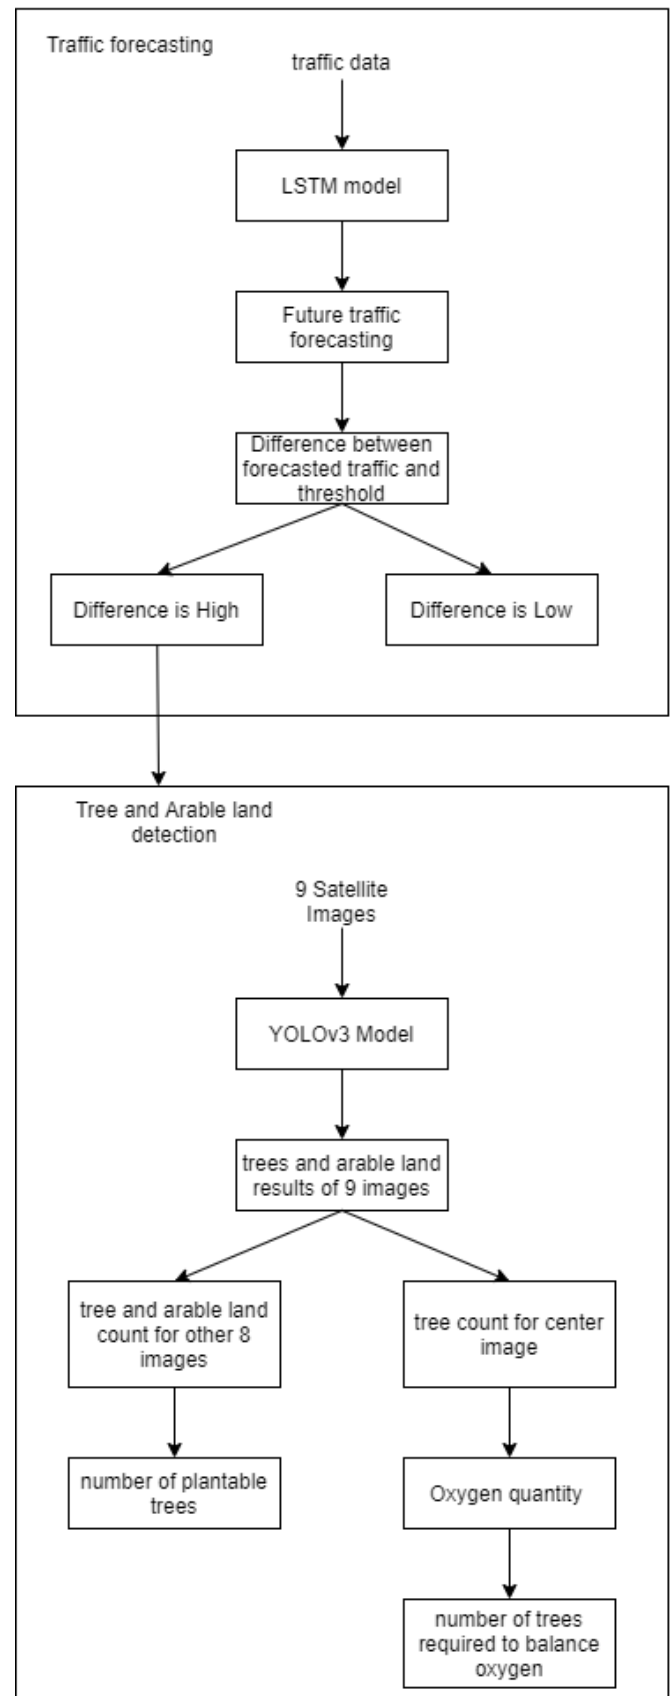 Traffic forecasting
traffic data
LSTM model
Future traffic
forecasting
Difference between
forecasted traffic and
threshold
Difference is High
Difference is Low
Tree and Arable land
detection
9 Satellite
Images
YOLOv3 Model
trees and arable land
results of 9 images
tree and arable land
count for other 8
images
tree count for center
image
number of plantable
trees
Oxygen quantity
number of trees
required to balance
oxygen